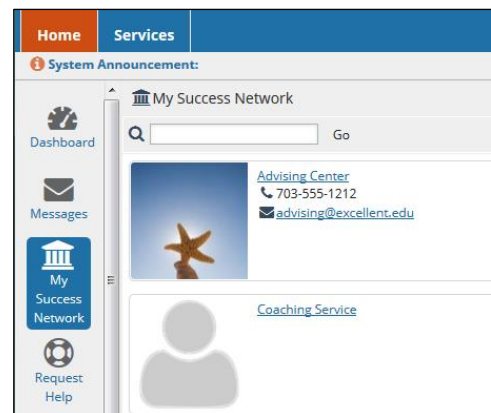 Home
Services
System Announcement:
Dashboard
Messages
My
Success
Network
Request
Help
My Success Network
Go
Advising Center
703-555-1212
advising@excellent.edu
Coaching Service